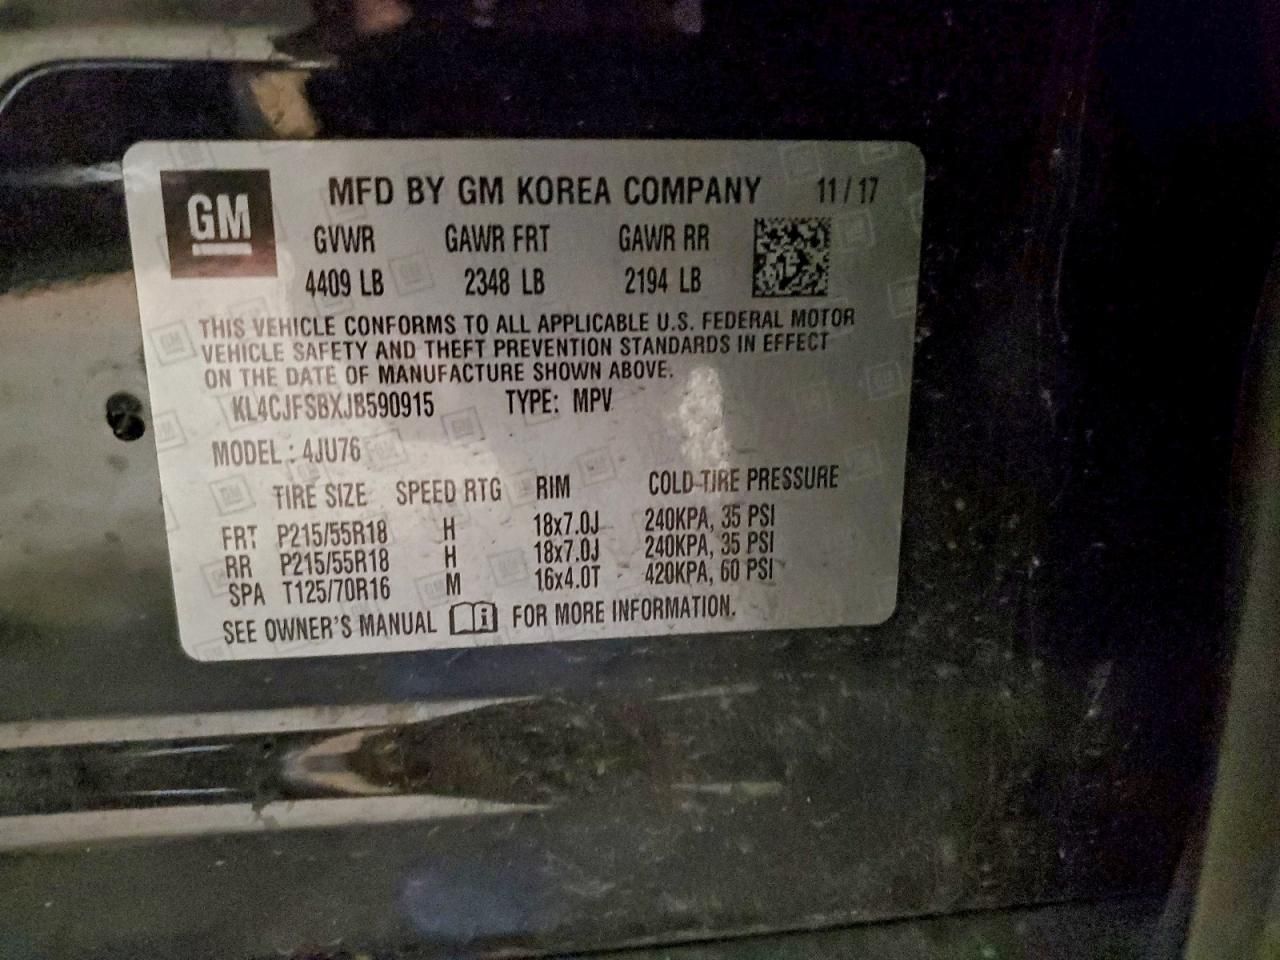 GM
MFD BY GM KOREA COMPANY 11 / 17
GVWR GAWR FRT GAWR RR
4409 LB 2348 LB 2194 LB
THIS VEHICLE CONFORMS TO ALL APPLICABLE U.S. FEDERAL MOTOR
VEHICLE SAFETY AND THEFT PREVENTION STANDARDS IN EFFECT
ON THE DATE OF MANUFACTURE SHOWN ABOVE.
KL4CJFSBXJB590915 TYPE: MPV
MODEL : 4JU76
TIRE SIZE SPEED RTG RIM COLD TIRE PRESSURE
FRT P215/55R18 H 18x7.0J 240KPA, 35 PSI
RR P215/55R18 H 18x7.0J 240KPA, 35 PSI
SPA T125/70R16 M 16x4.0T 420KPA, 60 PSI
SEE OWNER'S MANUAL i FOR MORE INFORMATION.